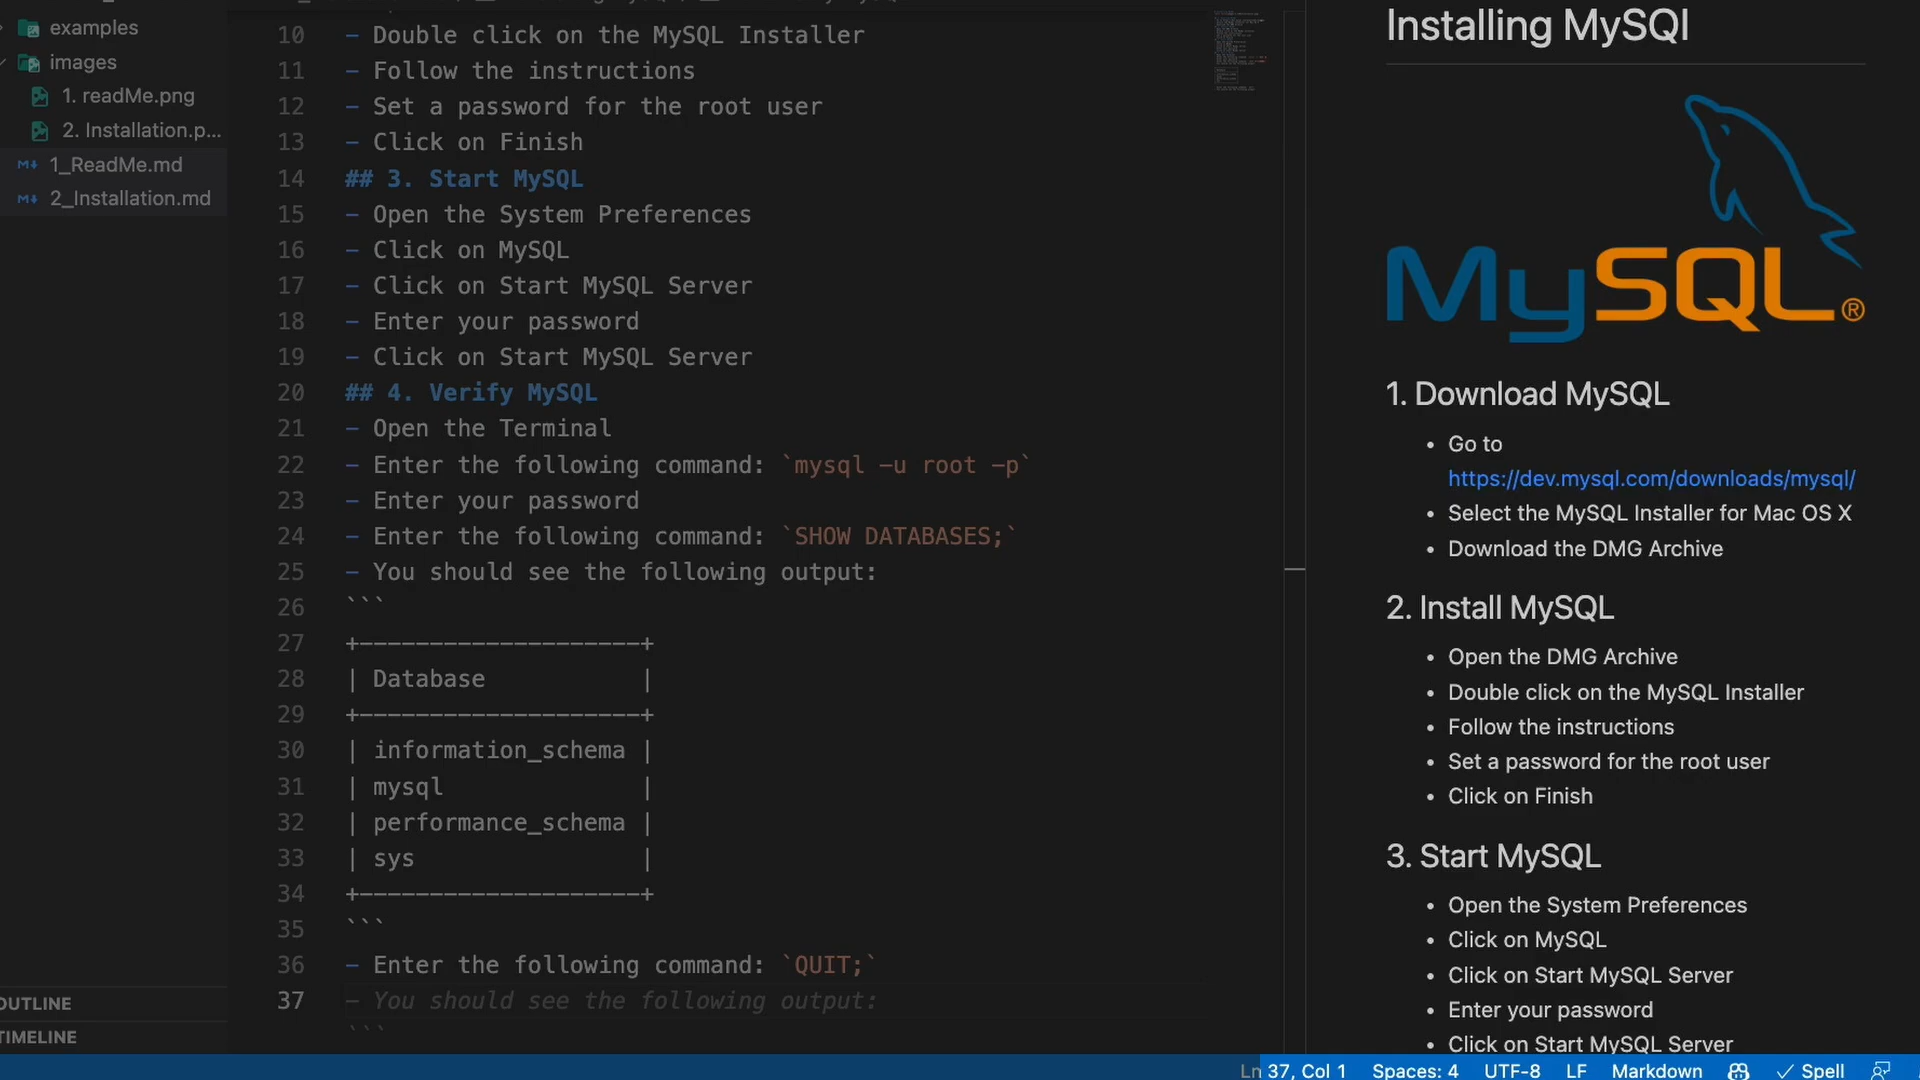 examples
images
1. readMe.png
2. Installation.p...
1_ReadMe.md
2_Installation.md
OUTLINE
TIMELINE
10 - Double click on the MySQL Installer
11 - Follow the instructions
12 - Set a password for the root user
13 - Click on Finish
14 ## 3. Start MySQL
15 - Open the System Preferences
16 - Click on MySQL
17 - Click on Start MySQL Server
18 - Enter your password
19 - Click on Start MySQL Server
20 ## 4. Verify MySQL
21 - Open the Terminal
22 - Enter the following command: `mysql -u root -p`
23 - Enter your password
24 - Enter the following command: `SHOW DATABASES;`
25 - You should see the following output:
26 ```
27 +--------------------+
28 | Database           |
29 +--------------------+
30 | information_schema |
31 | mysql              |
32 | performance_schema |
33 | sys                |
34 +--------------------+
35 ```
36 - Enter the following command: `QUIT;`
37 - You should see the following output:
```
Installing MySQl
MySQL®
1. Download MySQL
• Go to
https://dev.mysql.com/downloads/mysql/
• Select the MySQL Installer for Mac OS X
• Download the DMG Archive
2. Install MySQL
• Open the DMG Archive
• Double click on the MySQL Installer
• Follow the instructions
• Set a password for the root user
• Click on Finish
3. Start MySQL
• Open the System Preferences
• Click on MySQL
• Click on Start MySQL Server
• Enter your password
• Click on Start MySQL Server
Ln 37, Col 1 Spaces: 4 UTF-8 LF Markdown Spell